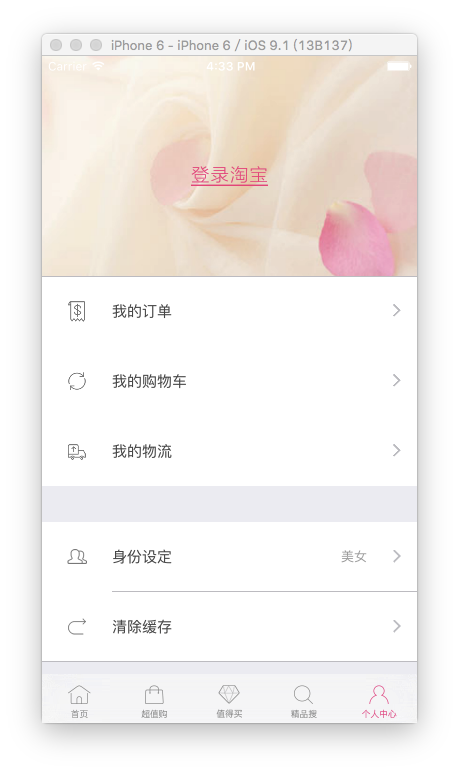 iPhone 6 - iPhone 6 / iOS 9.1 (13B137)
Carrier
4:33 PM
登录淘宝
我的订单
我的购物车
我的物流
身份设定 美女
清除缓存
首页 超值购 值得买 精品搜 个人中心